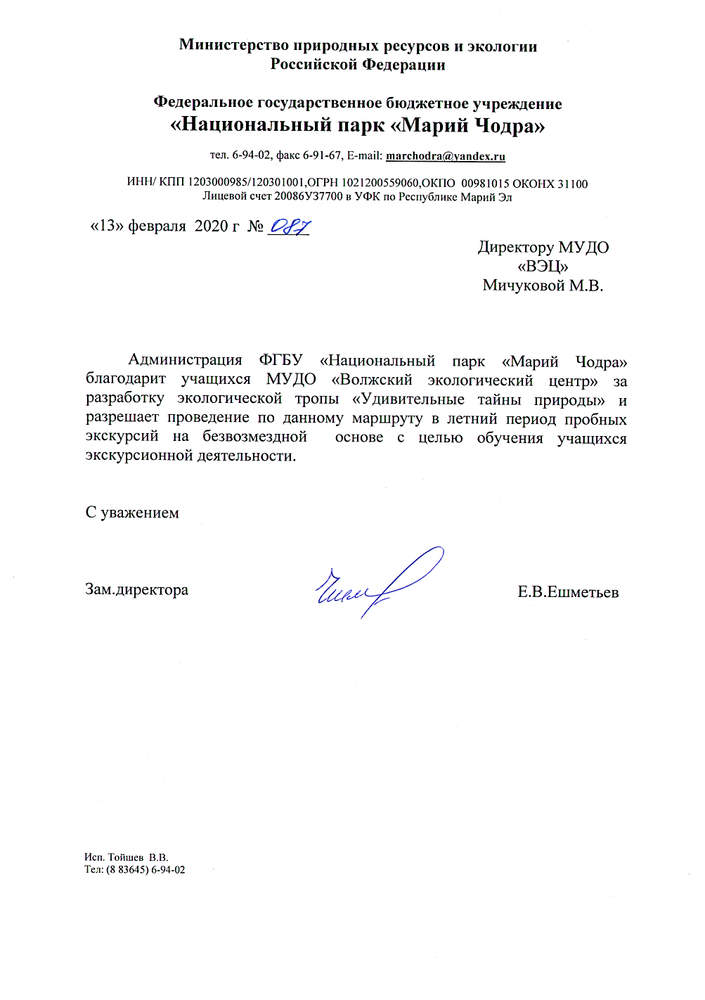 Министерство природных ресурсов и экологии
Российской Федерации
Федеральное государственное бюджетное учреждение
«Национальный парк «Марий Чодра»
тел. 6-94-02, факс 6-91-67, E-mail: marchodra@yandex.ru
ИНН/ КПП 1203000985/120301001,ОГРН 1021200559060,ОКПО 00981015 ОКОНХ 31100
Лицевой счет 20086У37700 в УФК по Республике Марий Эл
«13» февраля 2020 г № 087
Директору МУДО
«ВЭЦ»
Мичуковой М.В.
Администрация ФГБУ «Национальный парк «Марий Чодра»
благодарит учащихся МУДО «Волжский экологический центр» за
разработку экологической тропы «Удивительные тайны природы» и
разрешает проведение по данному маршруту в летний период пробных
экскурсий на безвозмездной основе с целью обучения учащихся
экскурсионной деятельности.
С уважением
Зам.директора Е.В.Ешметьев
Исп. Тойшев В.В.
Тел: (8 83645) 6-94-02